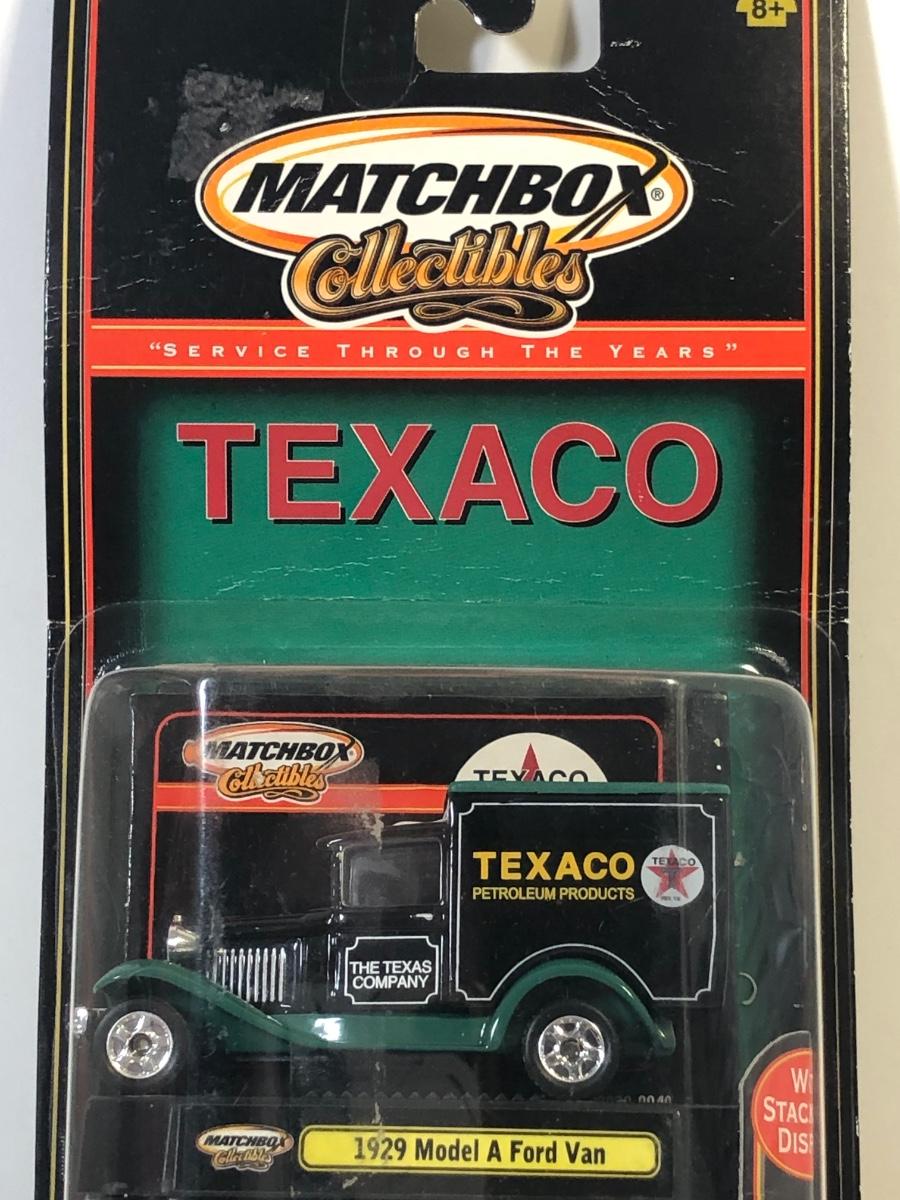 8+
MATCHBOX®
Collectibles
"SERVICE THROUGH THE YEARS"
TEXACO
MATCHBOX
Collectibles
TEXACO
TEXACO
PETROLEUM PRODUCTS
TEXACO
THE TEXAS
COMPANY
MATCHBOX
Collectibles
1929 Model A Ford Van